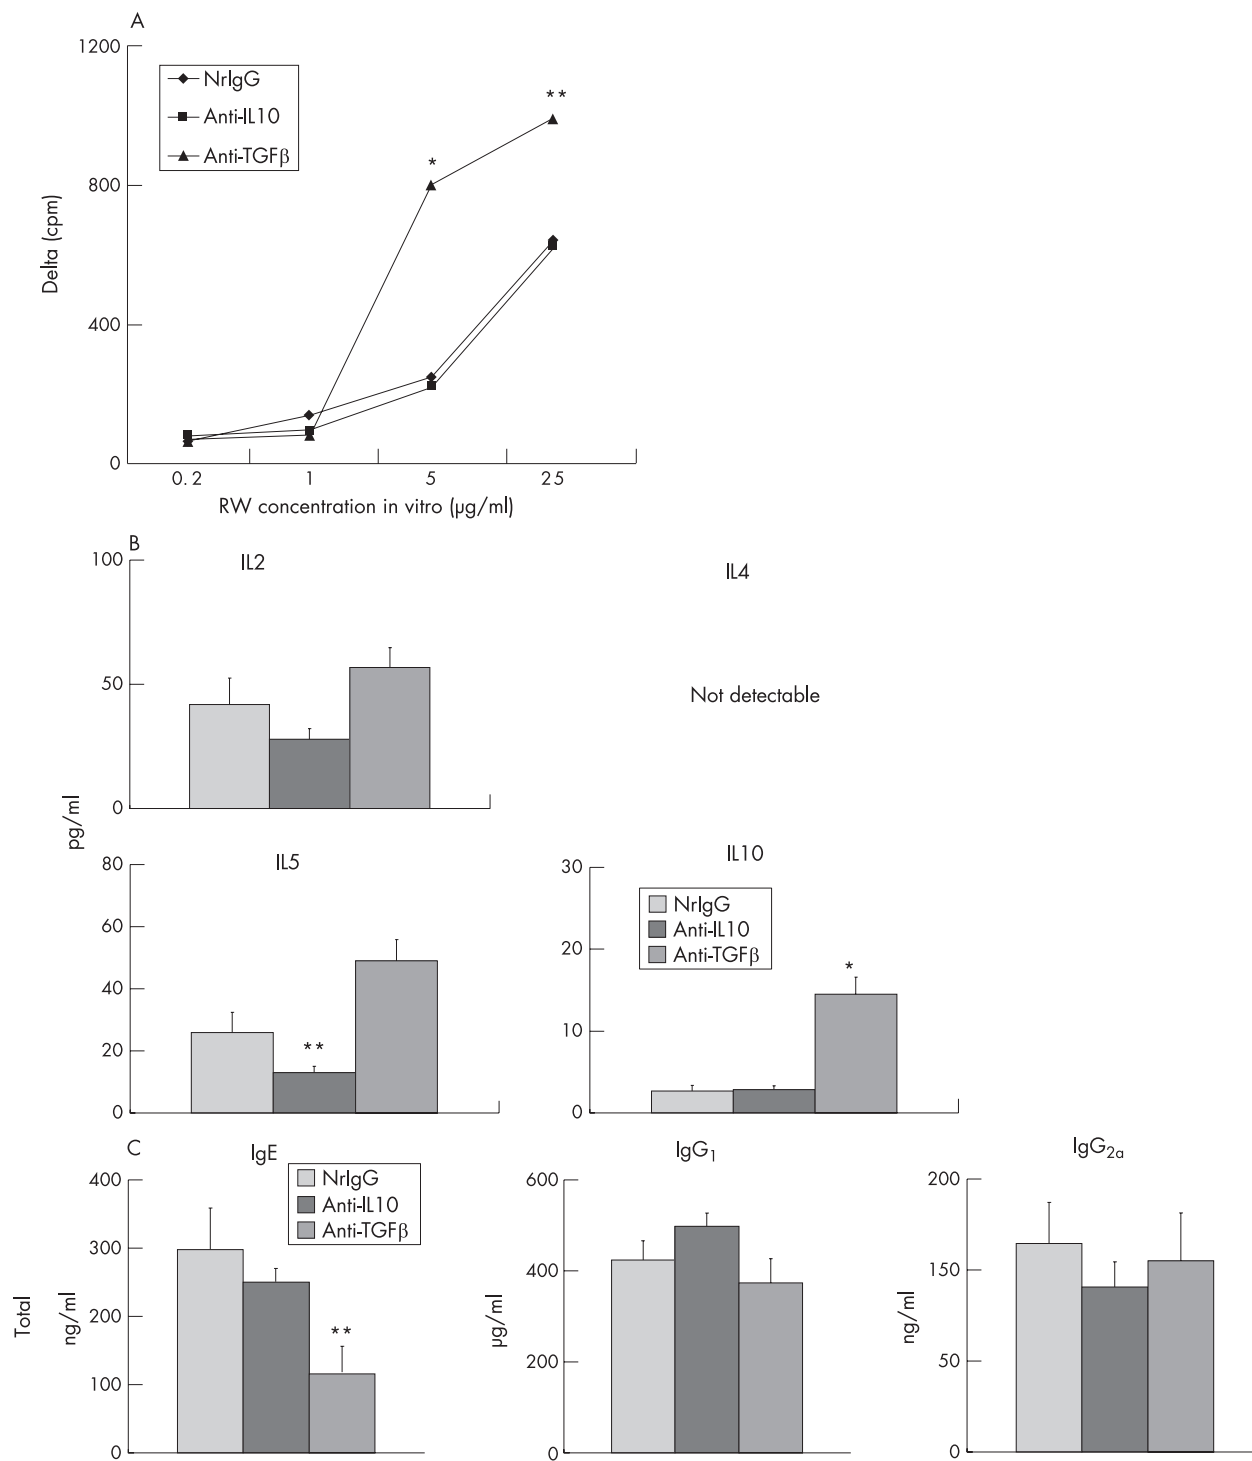 A
1200
800
400
0
Delta (cpm)
NrIgG
Anti-IL10
Anti-TGFβ
*
**
0.2 1 5 25
RW concentration in vitro (µg/ml)
B
IL2
100
50
0
pg/ml
IL4
Not detectable
IL5
80
60
40
20
0
**
IL10
30
20
10
0
NrIgG
Anti-IL10
Anti-TGFβ
*
C
IgE
400
300
200
100
0
Total
ng/ml
NrIgG
Anti-IL10
Anti-TGFβ
**
IgG₁
600
400
200
0
µg/ml
IgG₂ₐ
200
150
50
0
ng/ml